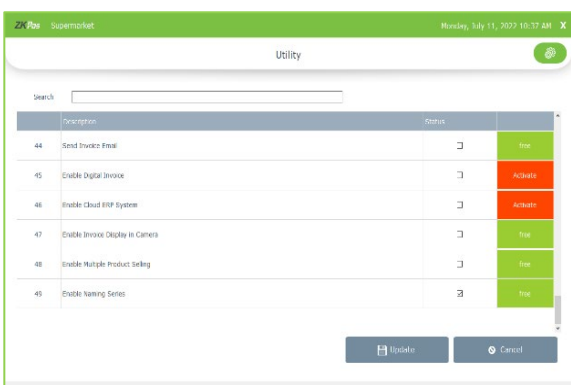 ZKPos Supermarket Monday, July 11, 2022 10:37 AM X
Utility
Search
Description Status
44 Send Invoice Email free
45 Enable Digital Invoice Activate
46 Enable Cloud ERP System Activate
47 Enable Invoice Display in Camera free
48 Enable Multiple Product Selling free
49 Enable Naming Series free
Update Cancel